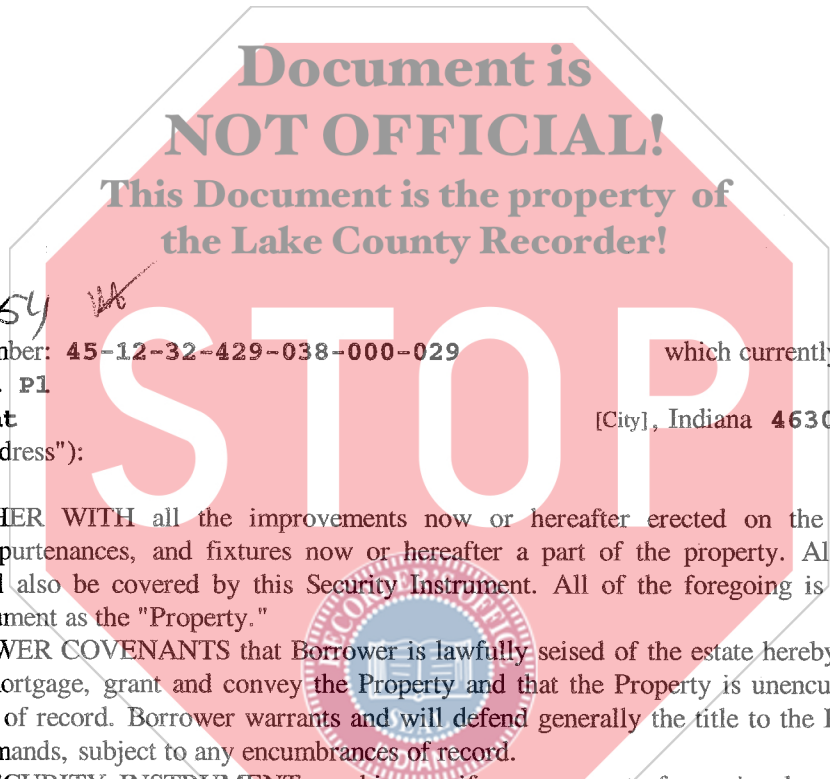 Document is
NOT OFFICIAL!
This Document is the property of
the Lake County Recorder!
STOP
54
nber: 45-12-32-429-038-000-029 which currently
. Pl
[City], Indiana 4630
dress"):
HER WITH all the improvements now or hereafter erected on the
purtenances, and fixtures now or hereafter a part of the property. Al
l also be covered by this Security Instrument. All of the foregoing is
ument as the "Property."
WER COVENANTS that Borrower is lawfully seised of the estate hereby
ortgage, grant and convey the Property and that the Property is unencu
of record. Borrower warrants and will defend generally the title to the
mands, subject to any encumbrances of record.